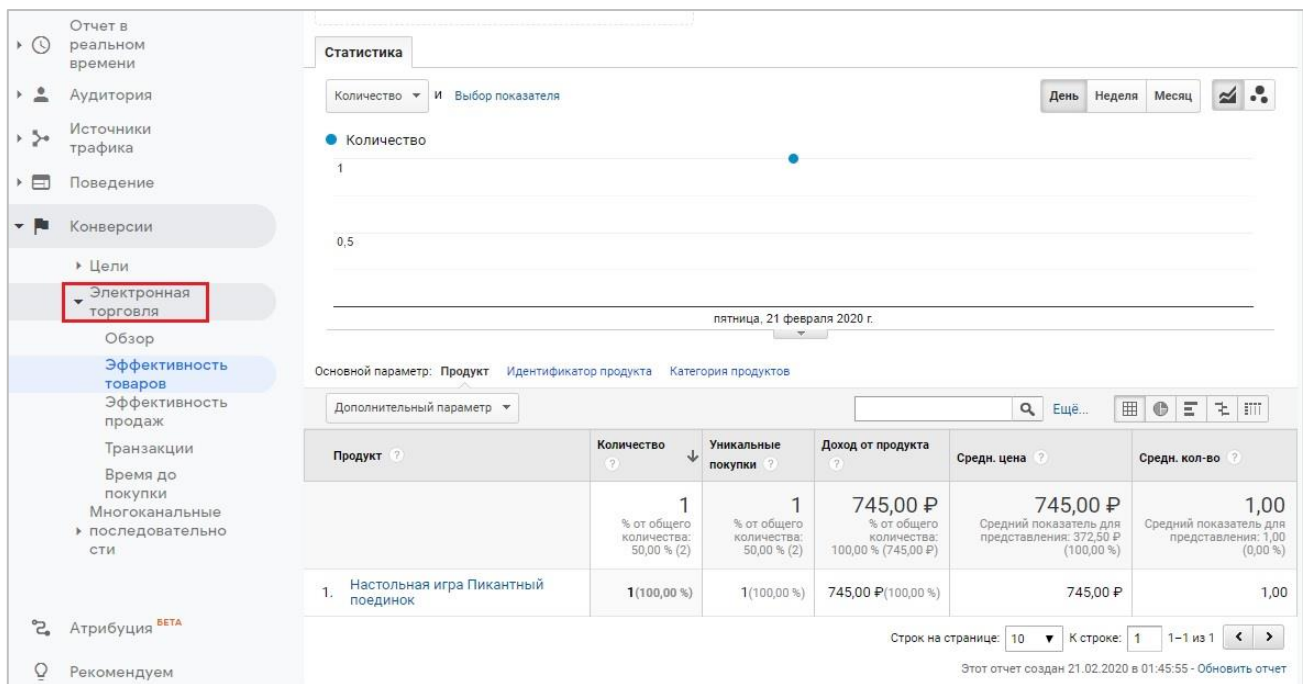 Отчет в
реальном
времени
Аудитория
Источники
трафика
Поведение
Конверсии
Цели
Электронная
торговля
Обзор
Эффективность
товаров
Эффективность
продаж
Транзакции
Время до
покупки
Многоканальные
последовательно
сти
Атрибуция BETA
Рекомендуем
Статистика
Количество и Выбор показателя
День Неделя Месяц
Количество
1
0,5
пятница, 21 февраля 2020 г.
Основной параметр: Продукт Идентификатор продукта Категория продуктов
Дополнительный параметр Ещё...
Продукт ? Количество ? Уникальные покупки ? Доход от продукта ? Средн. цена ? Средн. кол-во ?
1 1 745,00 ₽ 745,00 ₽ 1,00
% от общего % от общего % от общего Средний показатель для Средний показатель для
количества: количества: количества: представления: 372,50 ₽ представления: 1,00
50,00 % (2) 50,00 % (2) 100,00 % (745,00 ₽) (100,00 %) (0,00 %)
1. Настольная игра Пикантный
поединок
1(100,00 %) 1(100,00 %) 745,00 ₽(100,00 %) 745,00 ₽ 1,00
Строк на странице: 10 К строке: 1 1–1 из 1
Этот отчет создан 21.02.2020 в 01:45:55 - Обновить отчет